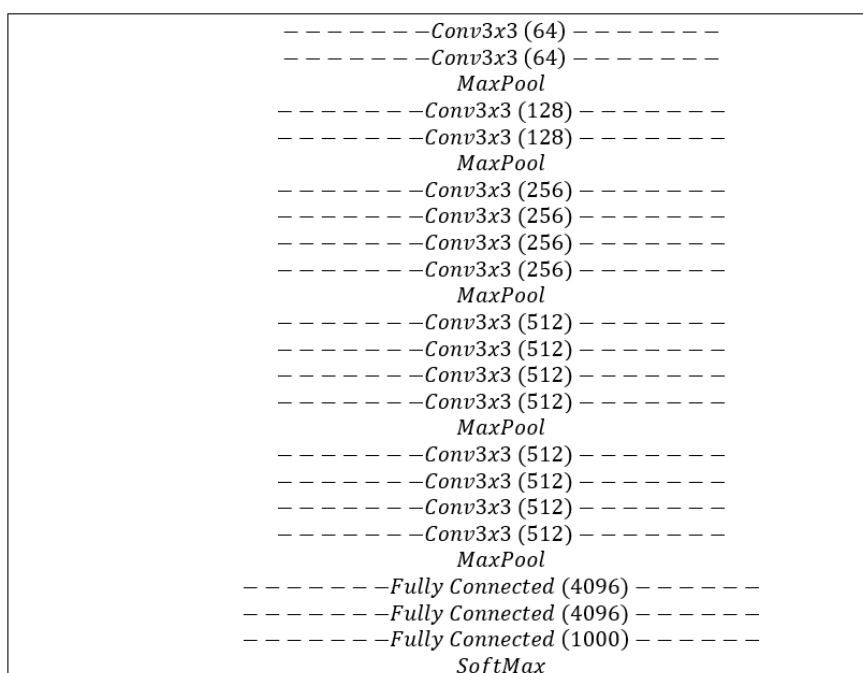 − − − − − − −Conv3x3 (64) − − − − − − −
− − − − − − −Conv3x3 (64) − − − − − − −
MaxPool
− − − − − − −Conv3x3 (128) − − − − − − −
− − − − − − −Conv3x3 (128) − − − − − − −
MaxPool
− − − − − − −Conv3x3 (256) − − − − − − −
− − − − − − −Conv3x3 (256) − − − − − − −
− − − − − − −Conv3x3 (256) − − − − − − −
− − − − − − −Conv3x3 (256) − − − − − − −
MaxPool
− − − − − − −Conv3x3 (512) − − − − − − −
− − − − − − −Conv3x3 (512) − − − − − − −
− − − − − − −Conv3x3 (512) − − − − − − −
− − − − − − −Conv3x3 (512) − − − − − − −
MaxPool
− − − − − − −Conv3x3 (512) − − − − − − −
− − − − − − −Conv3x3 (512) − − − − − − −
− − − − − − −Conv3x3 (512) − − − − − − −
− − − − − − −Conv3x3 (512) − − − − − − −
MaxPool
− − − − − − −Fully Connected (4096) − − − − − −
− − − − − − −Fully Connected (4096) − − − − − −
− − − − − − −Fully Connected (1000) − − − − − −
SoftMax